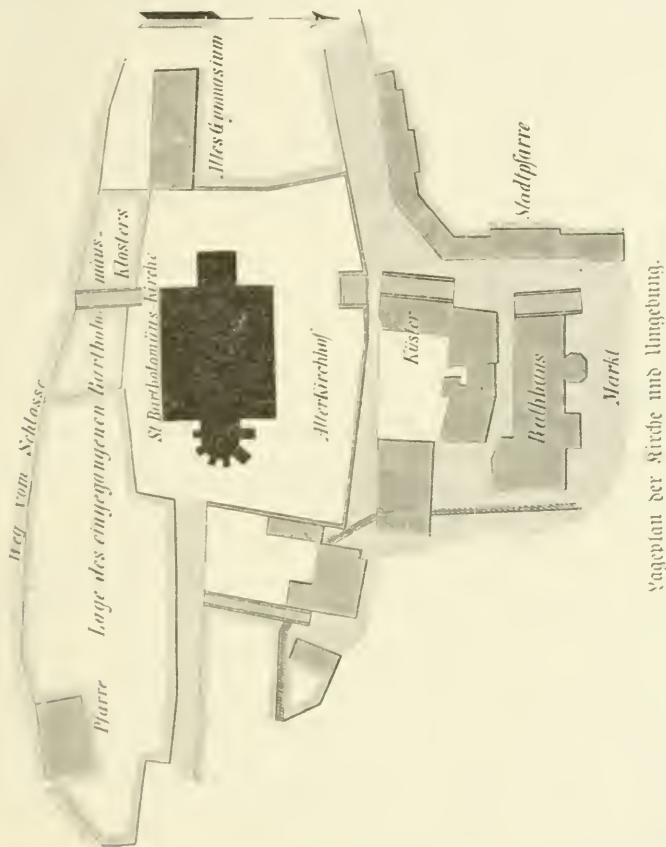 Weg vom Schlosse
Pfarre
Lage des eingegangenen Bartholomäus-
Klosters
St Bartholomäus-Kirche
Altes Gymnasium
Alter Kirchhof
Küster
Rathhaus
Markt
Stadtpfarre
Lageplan der Kirche und Umgebung.